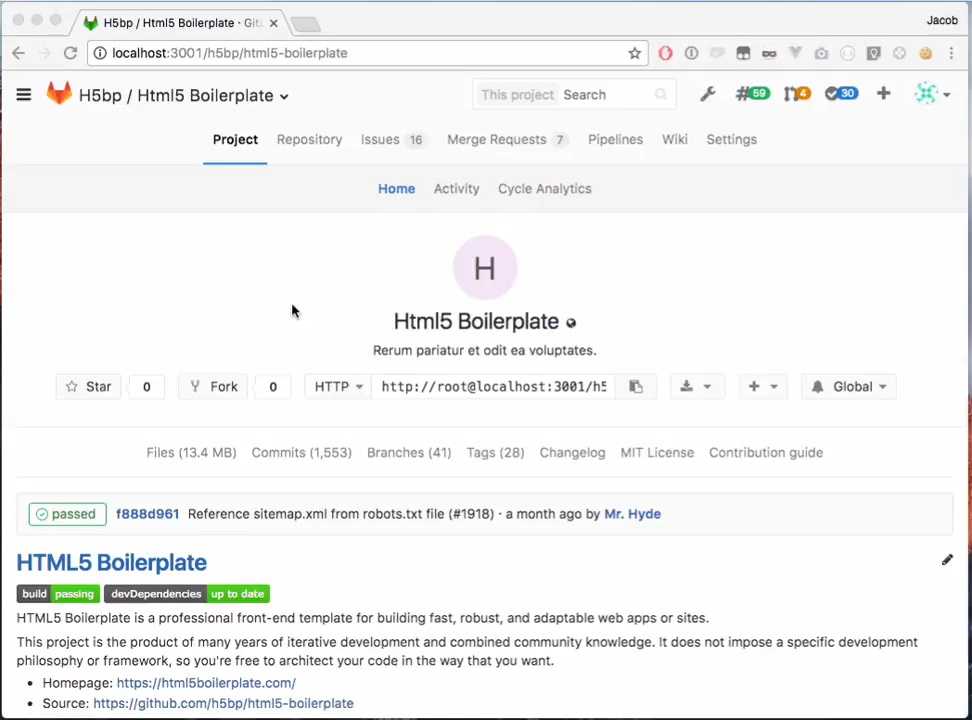 H5bp / Html5 Boilerplate · Git
Jacob
localhost:3001/h5bp/html5-boilerplate
H5bp / Html5 Boilerplate
This project Search
59
4
30
Project Repository Issues 16 Merge Requests 7 Pipelines Wiki Settings
Home Activity Cycle Analytics
H
Html5 Boilerplate
Rerum pariatur et odit ea voluptates.
Star 0 Fork 0 HTTP http://root@localhost:3001/h5 Global
Files (13.4 MB) Commits (1,553) Branches (41) Tags (28) Changelog MIT License Contribution guide
passed f888d961 Reference sitemap.xml from robots.txt file (#1918) · a month ago by Mr. Hyde
HTML5 Boilerplate
build passing devDependencies up to date
HTML5 Boilerplate is a professional front-end template for building fast, robust, and adaptable web apps or sites.
This project is the product of many years of iterative development and combined community knowledge. It does not impose a specific development
philosophy or framework, so you're free to architect your code in the way that you want.
• Homepage: https://html5boilerplate.com/
• Source: https://github.com/h5bp/html5-boilerplate